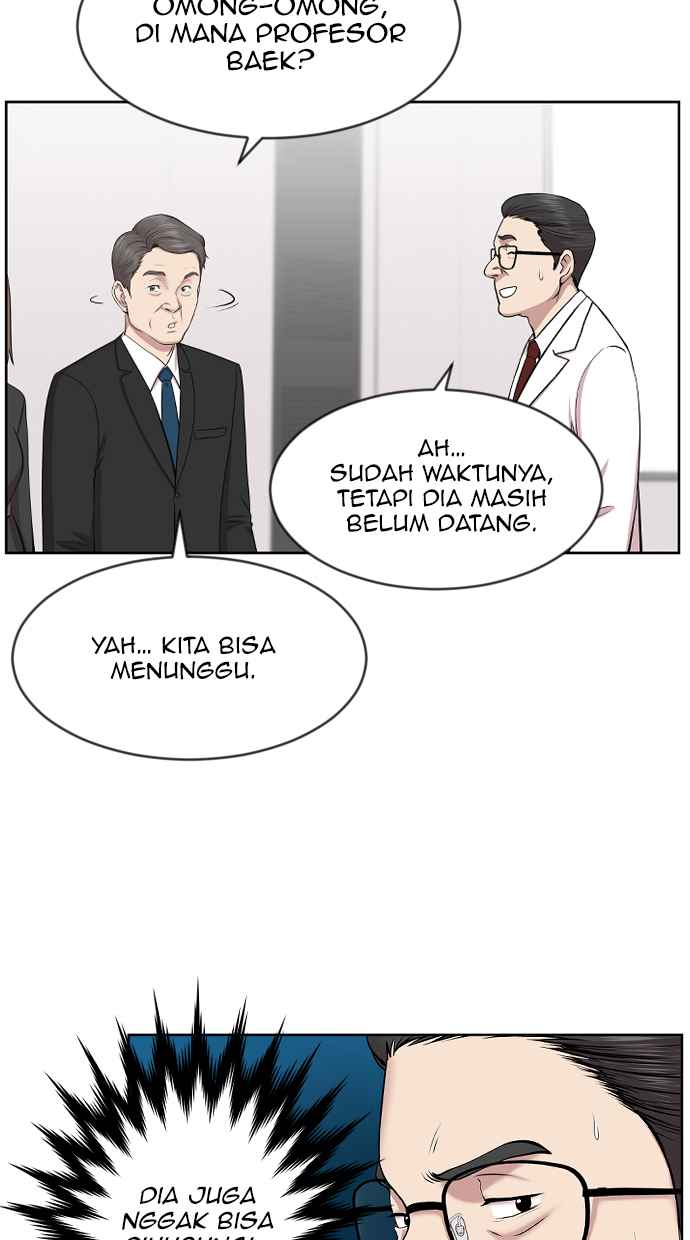 OMONG-OMONG,
DI MANA PROFESOR
BAEK?
AH...
SUDAH WAKTUNYA,
TETAPI DIA MASIH
BELUM DATANG.
YAH... KITA BISA
MENUNGGU.
DIA JUGA
NGGAK BISA